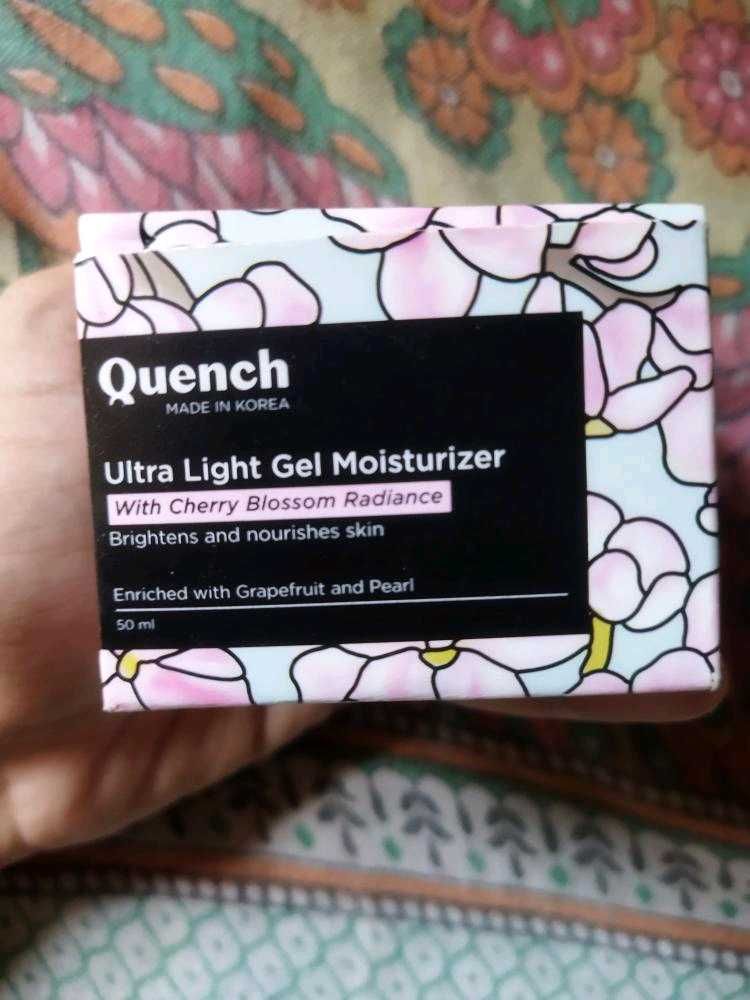 Quench
MADE IN KOREA
Ultra Light Gel Moisturizer
With Cherry Blossom Radiance
Brightens and nourishes skin
Enriched with Grapefruit and Pearl
50 ml